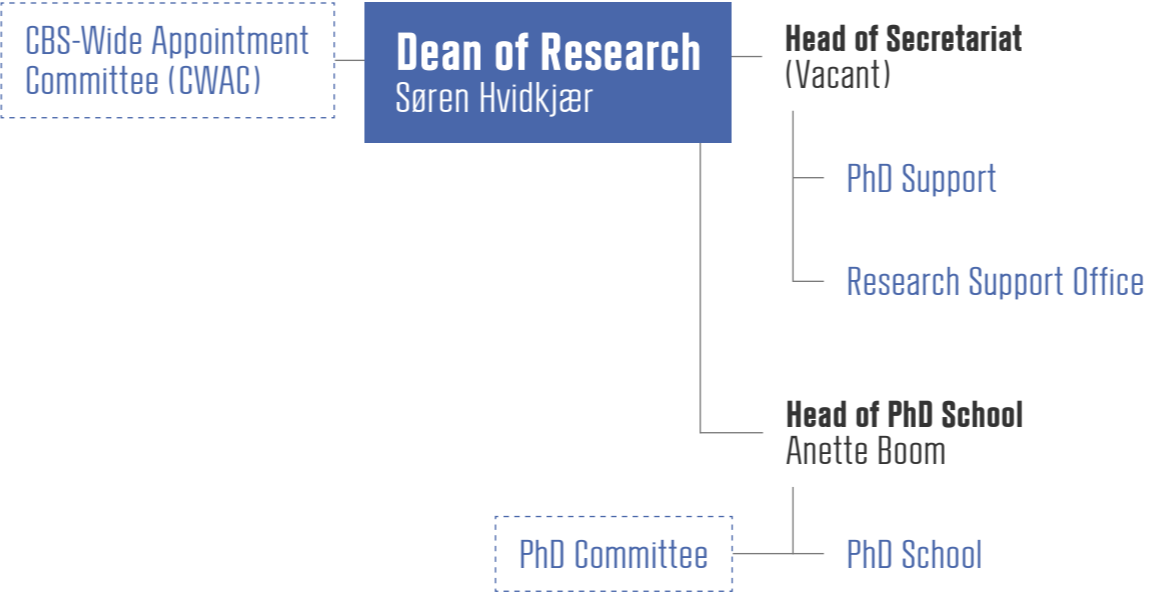 CBS-Wide Appointment
Committee (CWAC)
Dean of Research
Søren Hvidkjær
Head of Secretariat
(Vacant)
PhD Support
Research Support Office
Head of PhD School
Anette Boom
PhD Committee
PhD School